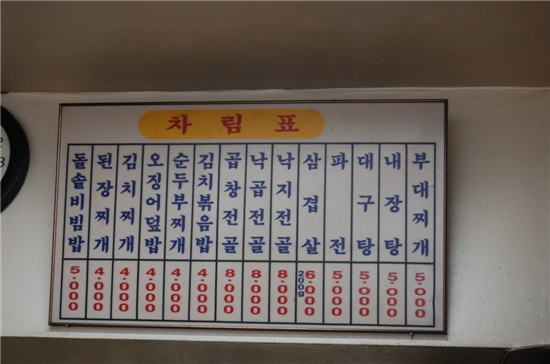 차림표
돌솥비빔밥 5.000
된장찌개 4.000
김치찌개 4.000
오징어덮밥 4.000
순두부찌개 4.000
김치볶음밥 4.000
곱창전골 8.000
낙곱전골 8.000
낙지전골 8.000
삼겹살 200g 6.000
파전 5.000
대구탕 5.000
내장탕 5.000
부대찌개 5.000